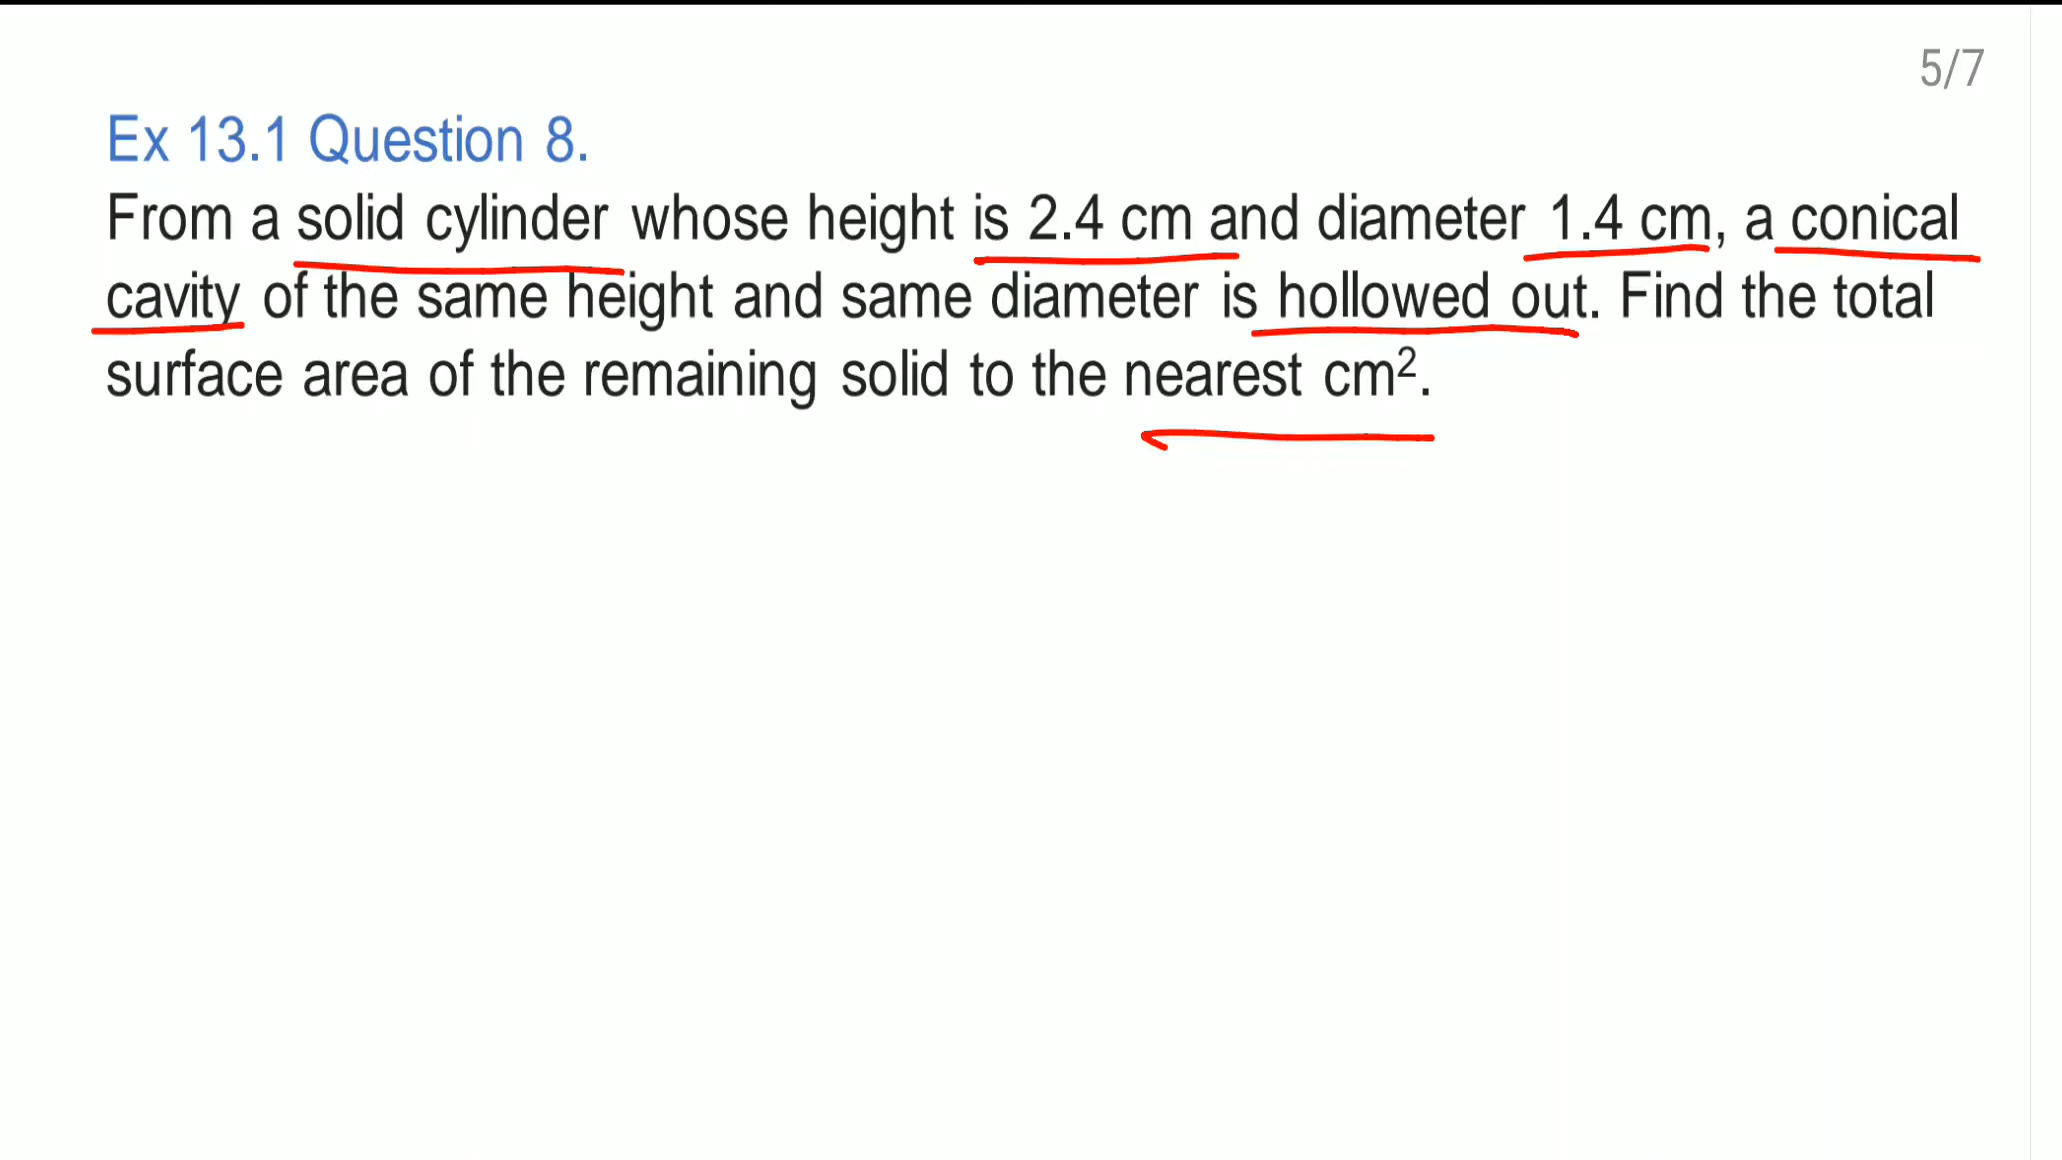 5/7
Ex 13.1 Question 8.
From a solid cylinder whose height is 2.4 cm and diameter 1.4 cm, a conical
cavity of the same height and same diameter is hollowed out. Find the total
surface area of the remaining solid to the nearest cm².